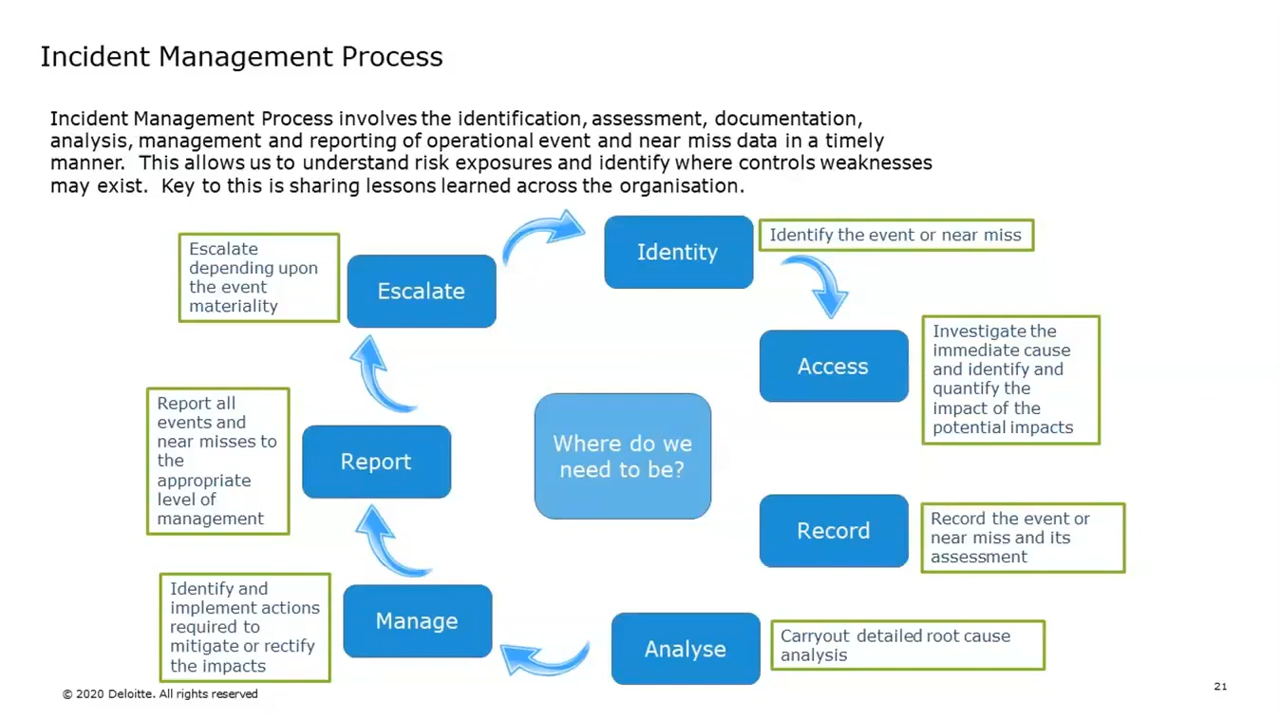 Incident Management Process
Incident Management Process involves the identification, assessment, documentation,
analysis, management and reporting of operational event and near miss data in a timely
manner. This allows us to understand risk exposures and identify where controls weaknesses
may exist. Key to this is sharing lessons learned across the organisation.
Identity
Identify the event or near miss
Access
Investigate the
immediate cause
and identify and
quantify the
impact of the
potential impacts
Record
Record the event or
near miss and its
assessment
Analyse
Carryout detailed root cause
analysis
Manage
Identify and
implement actions
required to
mitigate or rectify
the impacts
Report
Report all
events and
near misses to
the
appropriate
level of
management
Escalate
Escalate
depending upon
the event
materiality
Where do we
need to be?
© 2020 Deloitte. All rights reserved
21